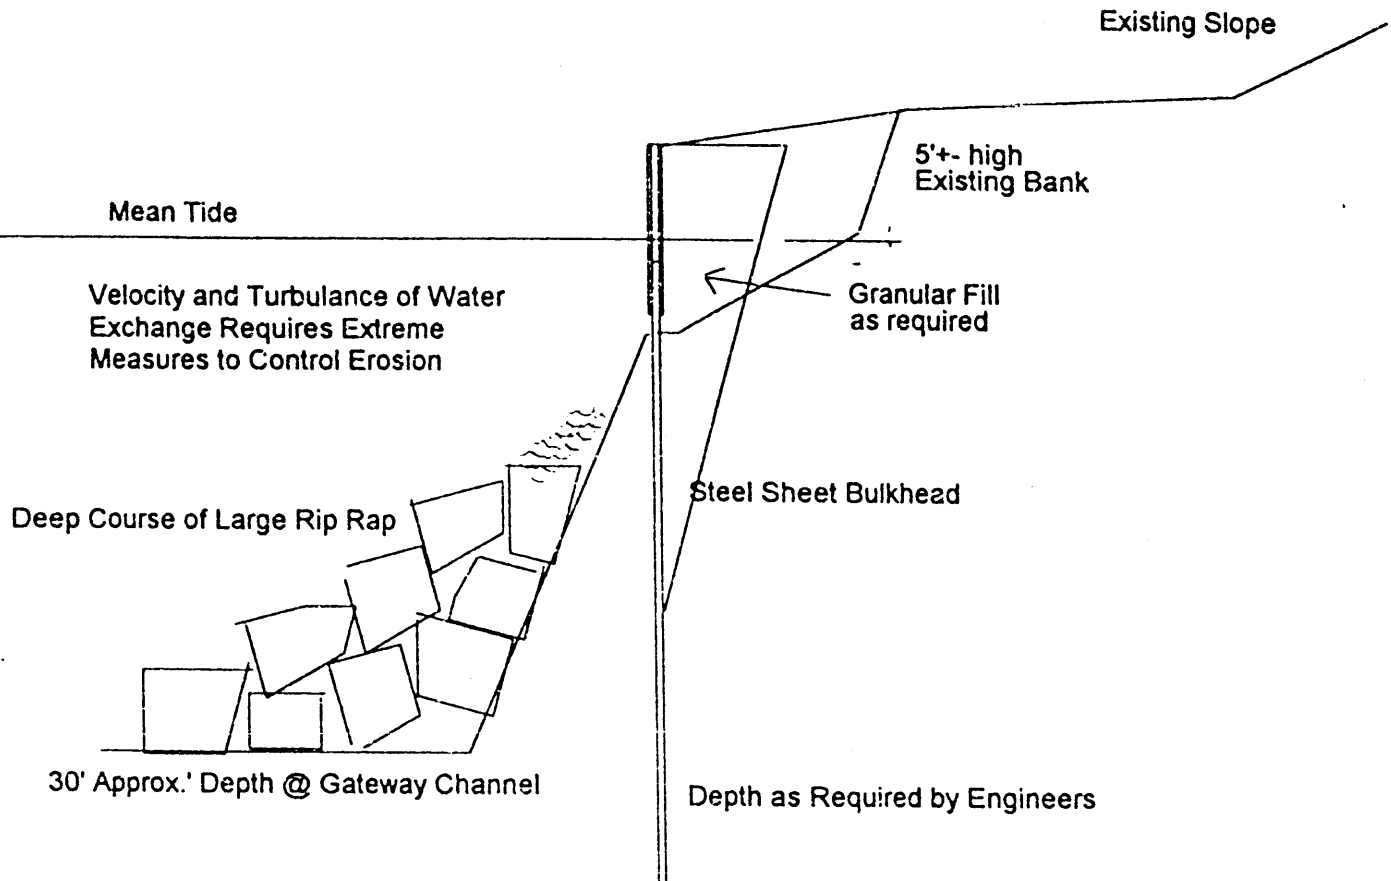 Existing Slope
5'+- high
Existing Bank
Mean Tide
Velocity and Turbulance of Water
Exchange Requires Extreme
Measures to Control Erosion
Granular Fill
as required
Steel Sheet Bulkhead
Deep Course of Large Rip Rap
30' Approx.' Depth @ Gateway Channel
Depth as Required by Engineers